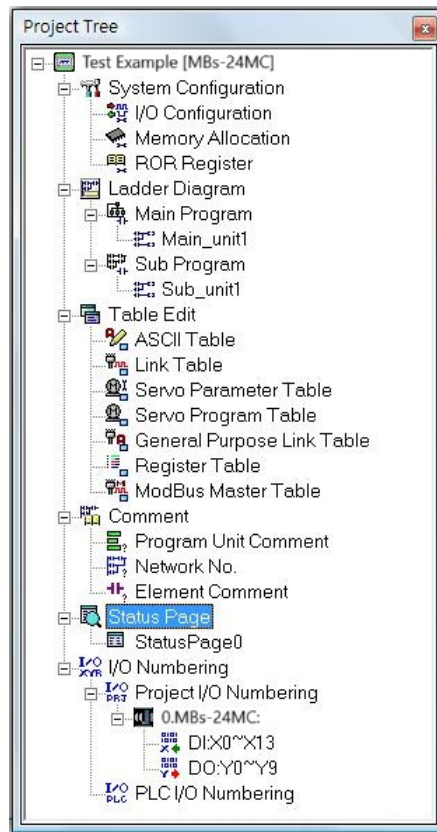 Project Tree
Test Example [MBs-24MC]
System Configuration
I/O Configuration
Memory Allocation
ROR Register
Ladder Diagram
Main Program
Main_unit1
Sub Program
Sub_unit1
Table Edit
ASCII Table
Link Table
Servo Parameter Table
Servo Program Table
General Purpose Link Table
Register Table
ModBus Master Table
Comment
Program Unit Comment
Network No.
Element Comment
Status Page
StatusPage0
I/O Numbering
Project I/O Numbering
0.MBs-24MC:
DI:X0~X13
DO:Y0~Y9
PLC I/O Numbering